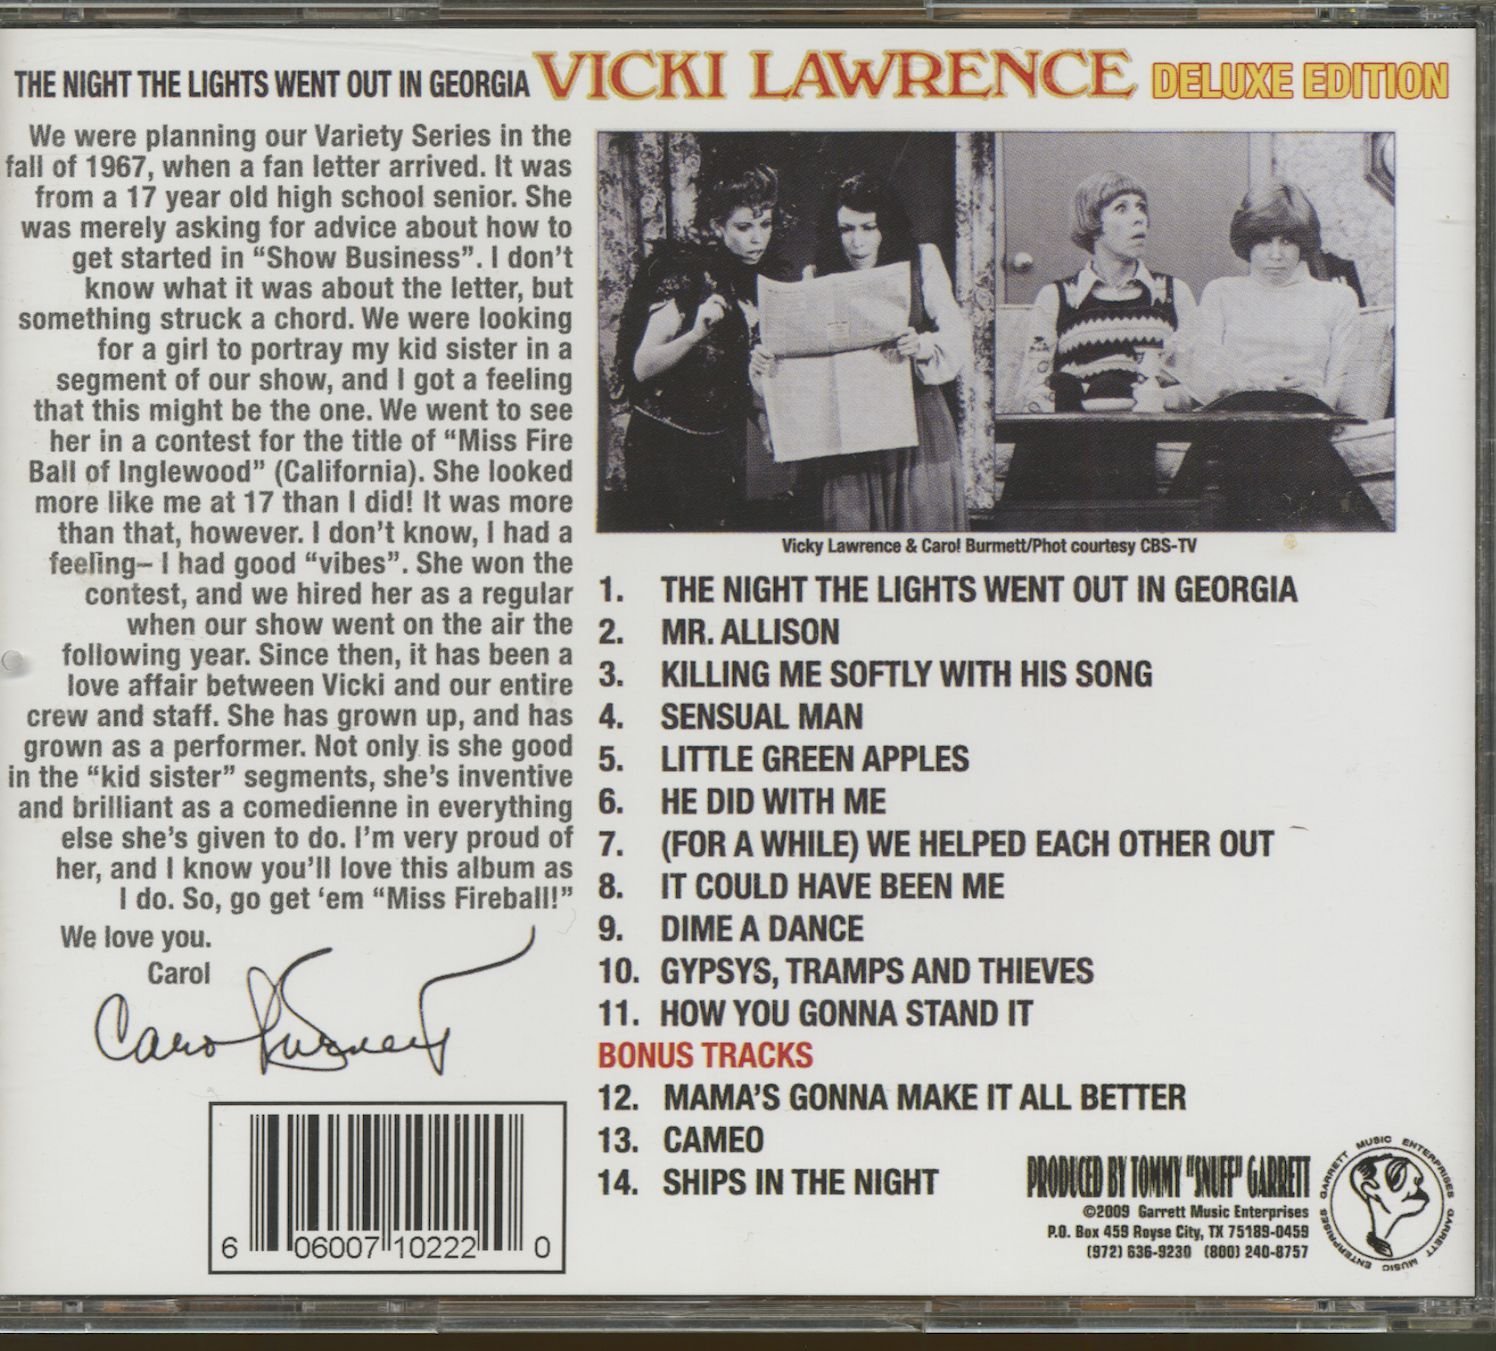 THE NIGHT THE LIGHTS WENT OUT IN GEORGIA VICKI LAWRENCE DELUXE EDITION
We were planning our Variety Series in the
fall of 1967, when a fan letter arrived. It was
from a 17 year old high school senior. She
was merely asking for advice about how to
get started in “Show Business”. I don’t
know what it was about the letter, but
something struck a chord. We were looking
for a girl to portray my kid sister in a
segment of our show, and I got a feeling
that this might be the one. We went to see
her in a contest for the title of “Miss Fire
Ball of Inglewood” (California). She looked
more like me at 17 than I did! It was more
than that, however. I don’t know, I had a
feeling– I had good “vibes”. She won the
contest, and we hired her as a regular
when our show went on the air the
following year. Since then, it has been a
love affair between Vicki and our entire
crew and staff. She has grown up, and has
grown as a performer. Not only is she good
in the “kid sister” segments, she’s inventive
and brilliant as a comedienne in everything
else she’s given to do. I’m very proud of
her, and I know you’ll love this album as
I do. So, go get ‘em “Miss Fireball!”
We love you.
Carol
Carol Burnett
6 06007 10222 0
Vicky Lawrence & Carol Burmett/Phot courtesy CBS-TV
1. THE NIGHT THE LIGHTS WENT OUT IN GEORGIA
2. MR. ALLISON
3. KILLING ME SOFTLY WITH HIS SONG
4. SENSUAL MAN
5. LITTLE GREEN APPLES
6. HE DID WITH ME
7. (FOR A WHILE) WE HELPED EACH OTHER OUT
8. IT COULD HAVE BEEN ME
9. DIME A DANCE
10. GYPSYS, TRAMPS AND THIEVES
11. HOW YOU GONNA STAND IT
BONUS TRACKS
12. MAMA’S GONNA MAKE IT ALL BETTER
13. CAMEO
14. SHIPS IN THE NIGHT
PRODUCED BY TOMMY "SNUFF" GARRETT
©2009 Garrett Music Enterprises
P.O. Box 459 Royse City, TX 75189-0459
(972) 636-9230 (800) 240-8757
GARRETT MUSIC ENTERPRISES GARRETT MUSIC ENTERPRISES